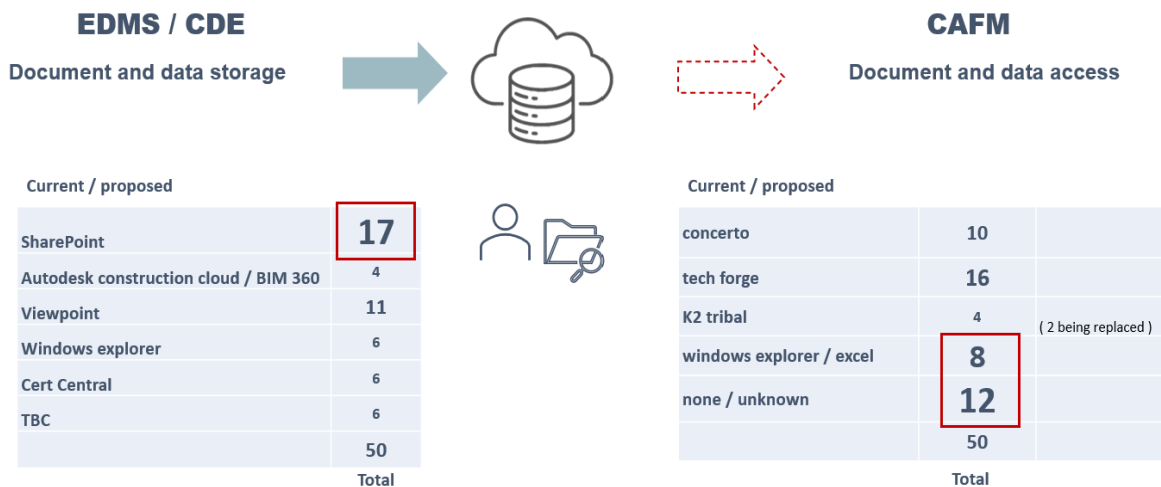 EDMS / CDE
Document and data storage
CAFM
Document and data access
Current / proposed
SharePoint 17
Autodesk construction cloud / BIM 360 4
Viewpoint 11
Windows explorer 6
Cert Central 6
TBC 6
50
Total
Current / proposed
concerto 10
tech forge 16
K2 tribal 4 ( 2 being replaced )
windows explorer / excel 8
none / unknown 12
50
Total